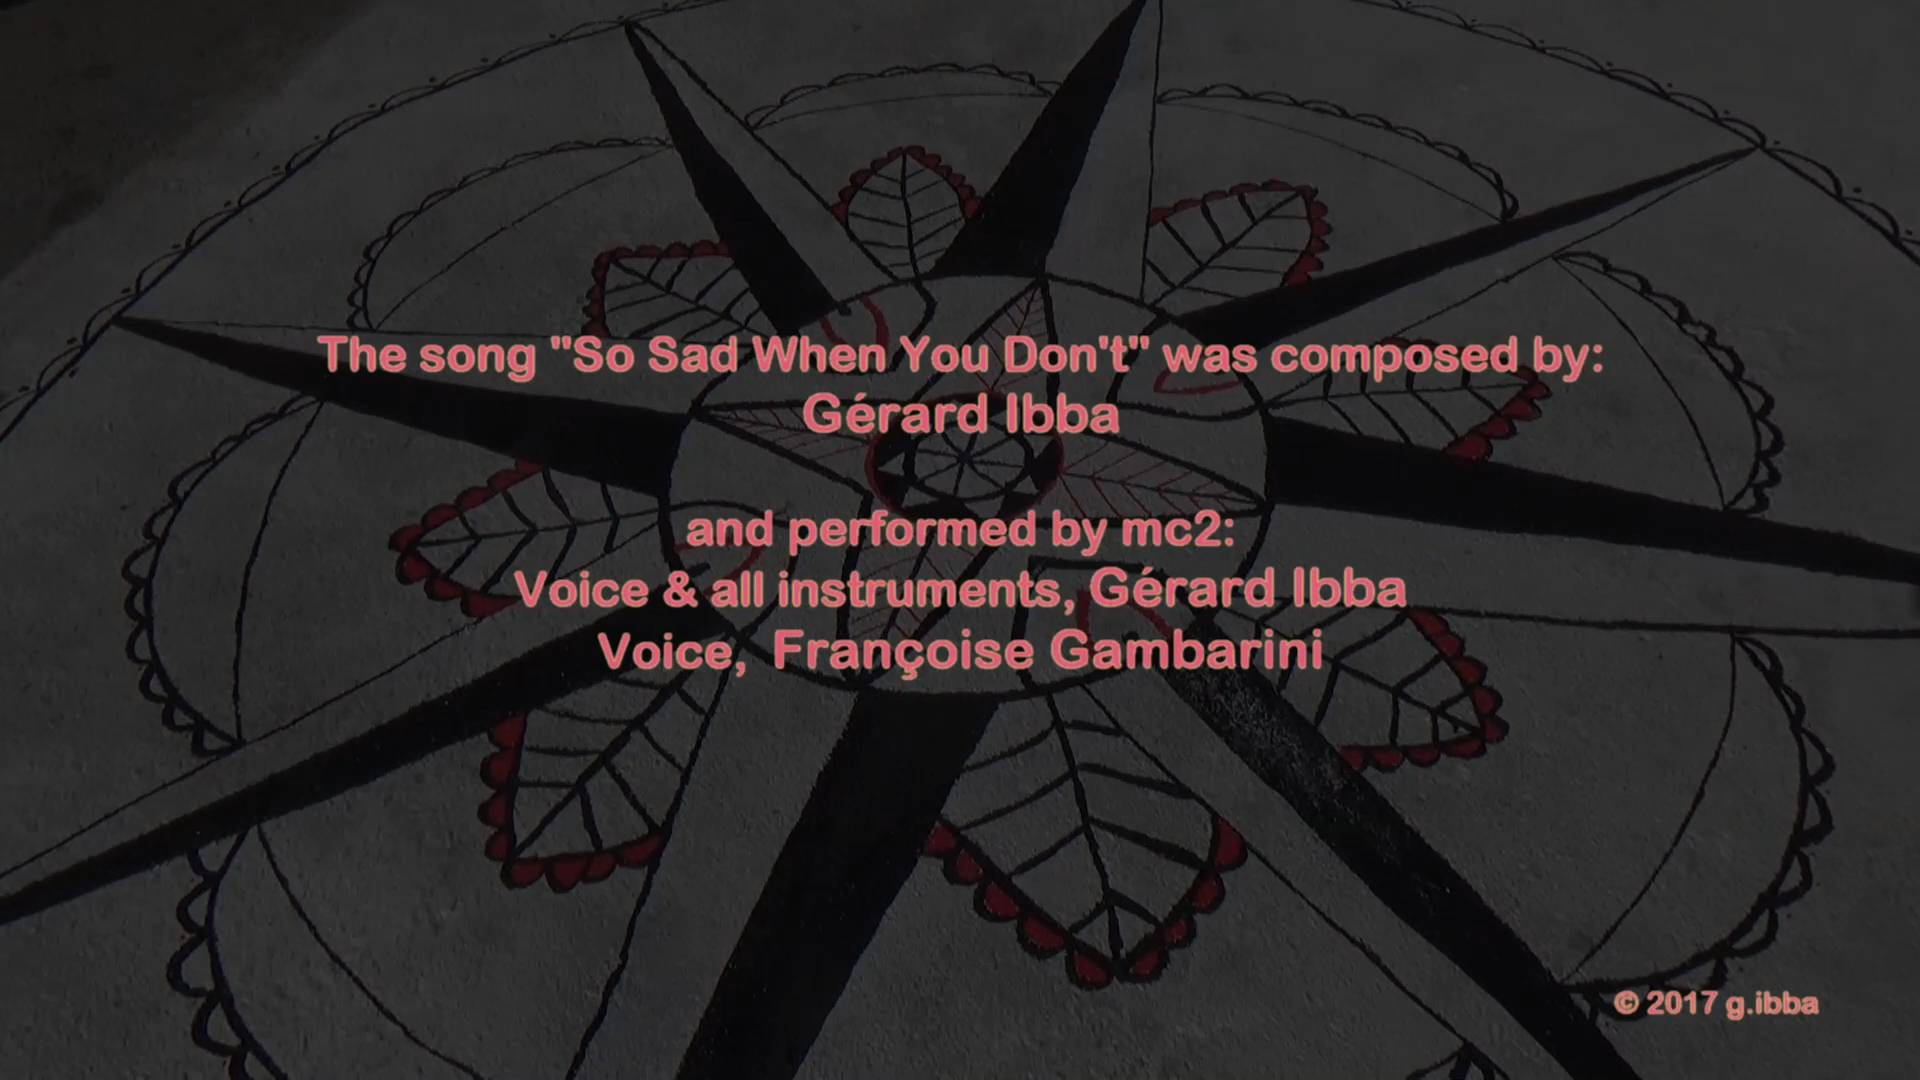 The song "So Sad When You Don't" was composed by:
Gérard Ibba
and performed by mc2:
Voice & all instruments, Gérard Ibba
Voice, Françoise Gambarini
© 2017 g.ibba